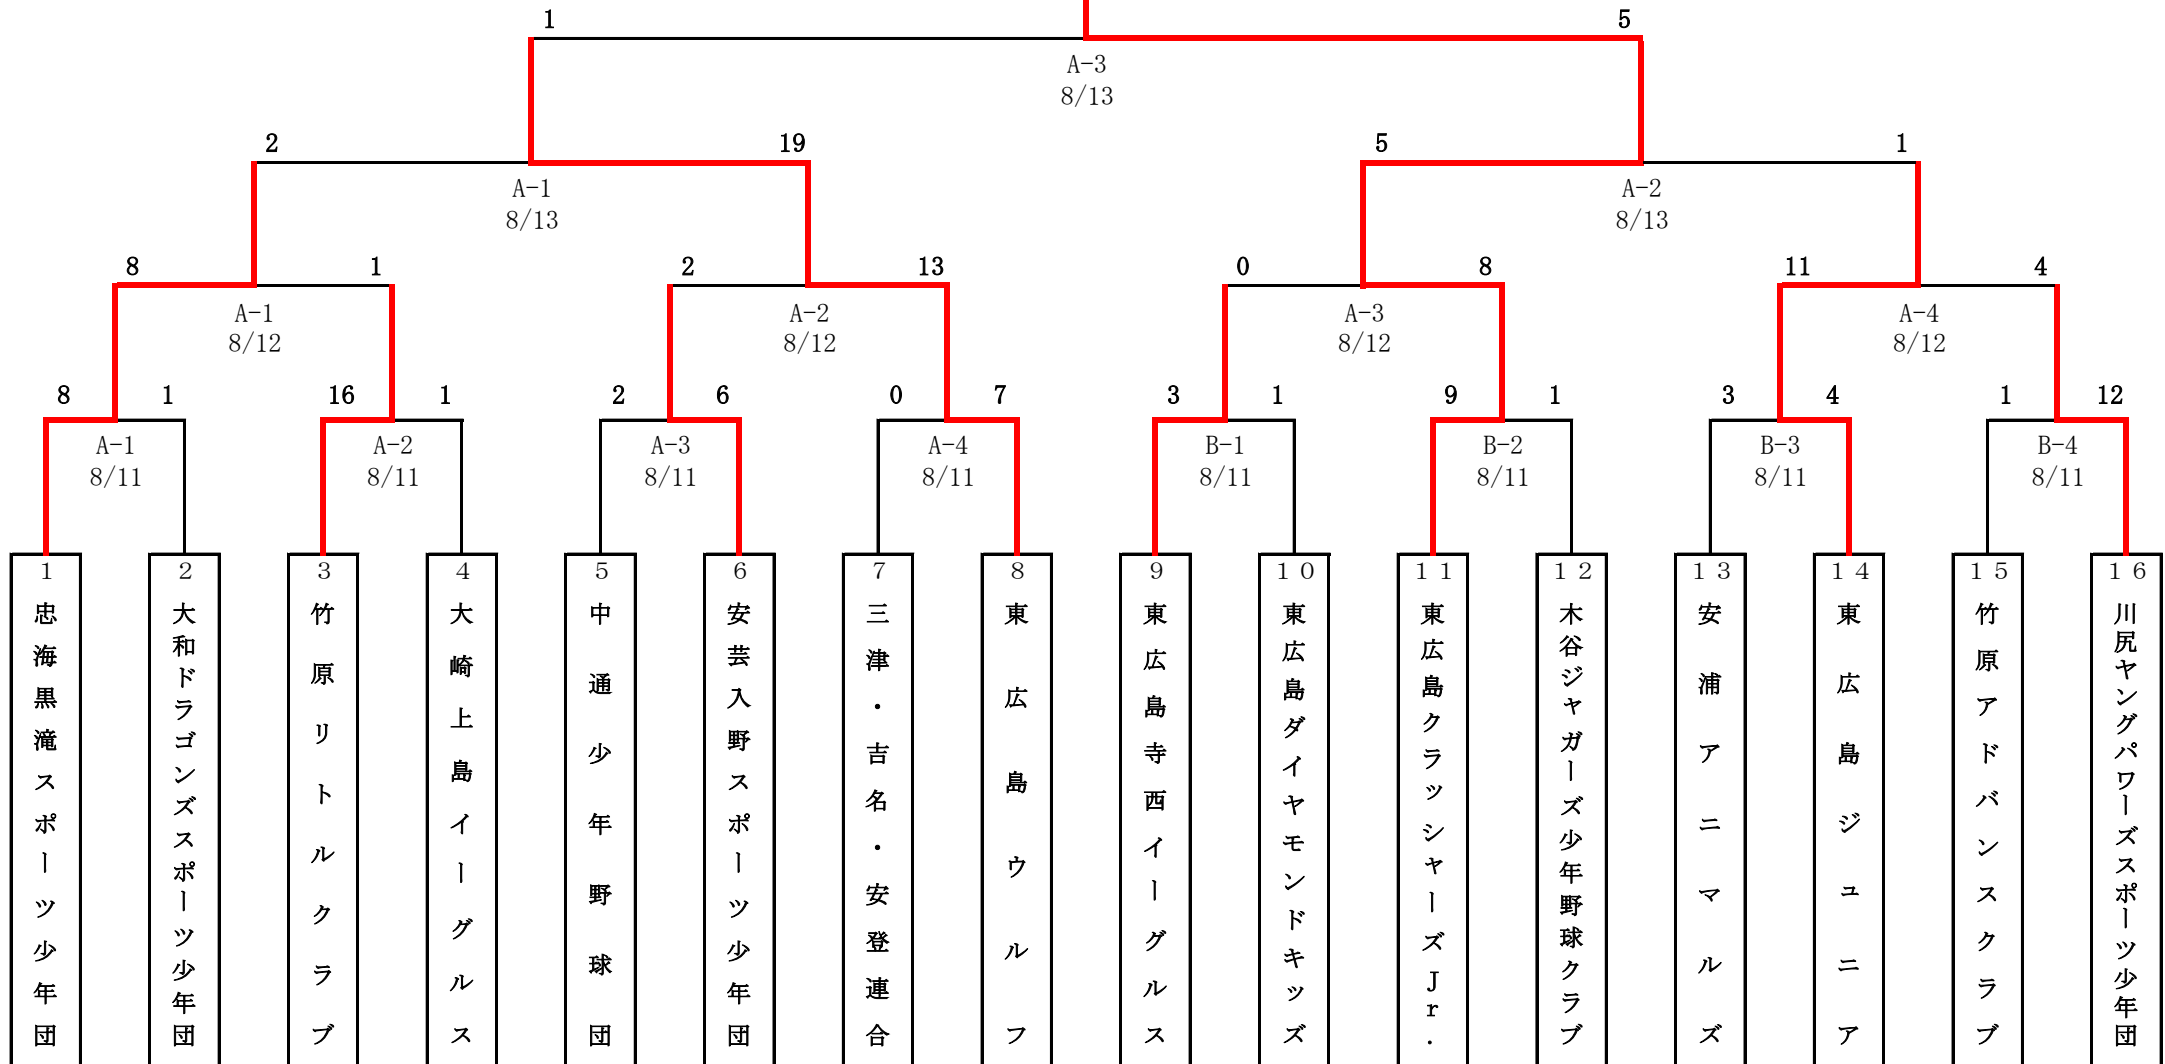 1 5
A-3
8/13
2 19 5 1
A-1 A-2
8/13 8/13
8 1 2 13 0 8 11 4
A-1 A-2 A-3 A-4
8/12 8/12 8/12 8/12
8 1 16 1 2 6 0 7 3 1 9 1 3 4 1 12
A-1 A-2 A-3 A-4 B-1 B-2 B-3 B-4
8/11 8/11 8/11 8/11 8/11 8/11 8/11 8/11
1 忠海黒滝スポーツ少年団
2 大和ドラゴンズスポーツ少年団
3 竹原リトルクラブ
4 大崎上島イーグルス
5 中通少年野球団
6 安芸入野スポーツ少年団
7 三津・吉名・安登連合
8 東広島ウルフ
9 東広島寺西イーグルス
10 東広島ダイヤモンドキッズ
11 東広島クラッシャーズJr.
12 木谷ジャガーズ少年野球クラブ
13 安浦アニマルズ
14 東広島ジュニア
15 竹原アドバンスクラブ
16 川尻ヤングパワーズスポーツ少年団